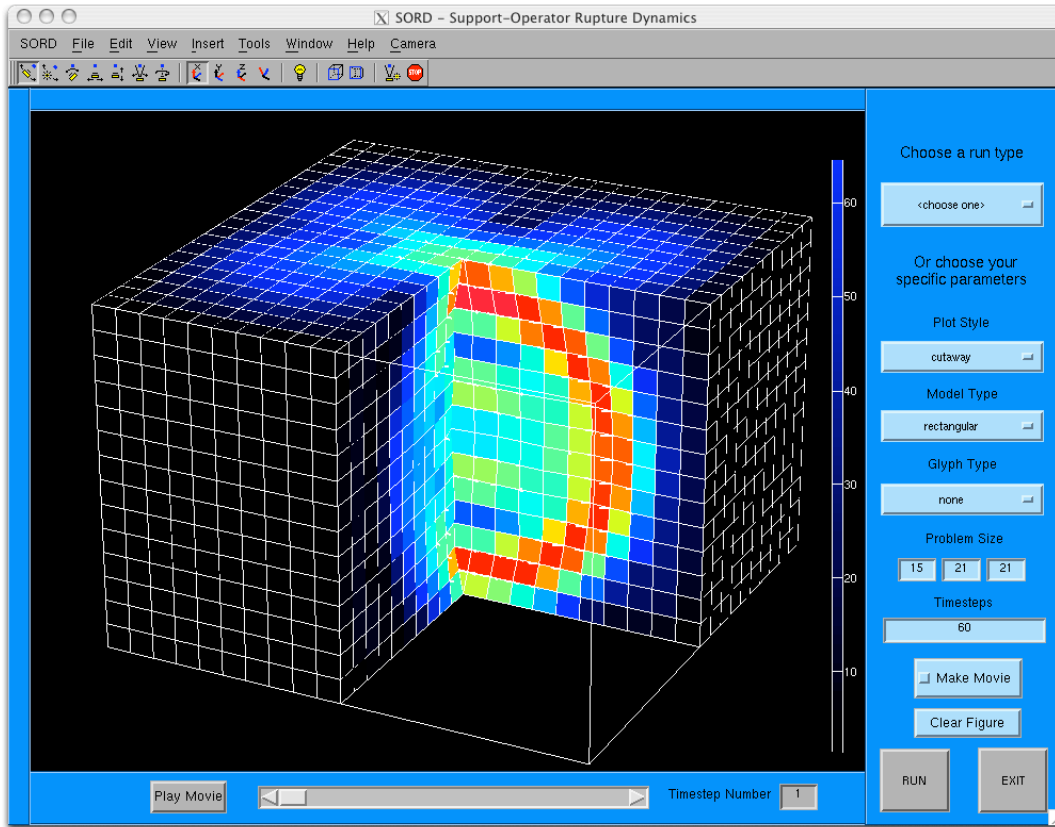 X SORD - Support-Operator Rupture Dynamics
SORD File Edit View Insert Tools Window Help Camera
X Y Z STOP
Choose a run type
<choose one>
Or choose your
specific parameters
Plot Style
cutaway
Model Type
rectangular
Glyph Type
none
Problem Size
15 21 21
Timesteps
60
Make Movie
Clear Figure
RUN EXIT
60
50
40
30
20
10
Play Movie Timestep Number 1